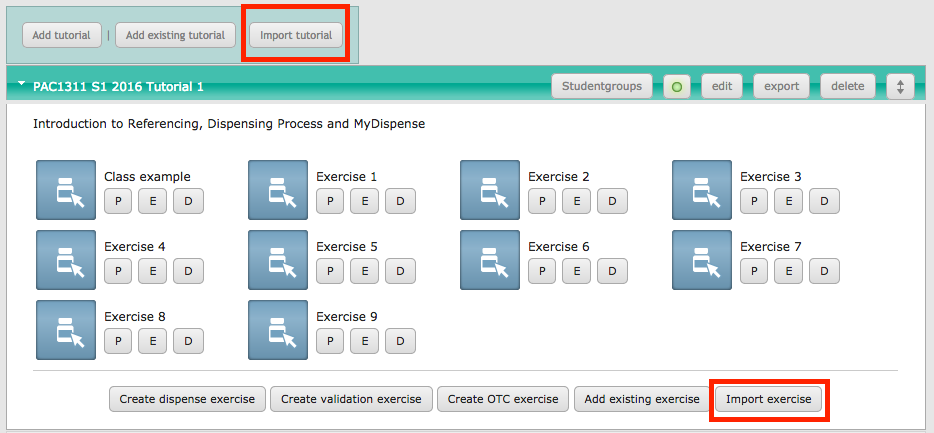 Add tutorial | Add existing tutorial Import tutorial
PAC1311 S1 2016 Tutorial 1 Studentgroups edit export delete
Introduction to Referencing, Dispensing Process and MyDispense
Class example Exercise 1 Exercise 2 Exercise 3
P E D P E D P E D P E D
Exercise 4 Exercise 5 Exercise 6 Exercise 7
P E D P E D P E D P E D
Exercise 8 Exercise 9
P E D P E D
Create dispense exercise Create validation exercise Create OTC exercise Add existing exercise Import exercise